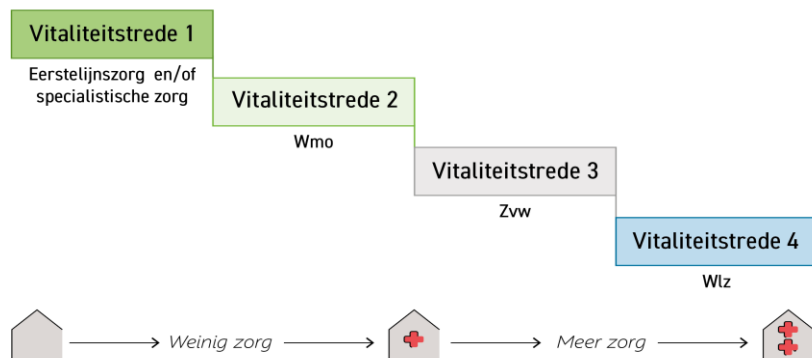 Vitaliteitstrede 1
Eerstelijnszorg en/of
specialistische zorg
Vitaliteitstrede 2
Wmo
Vitaliteitstrede 3
Zvw
Vitaliteitstrede 4
Wlz
Weinig zorg
Meer zorg